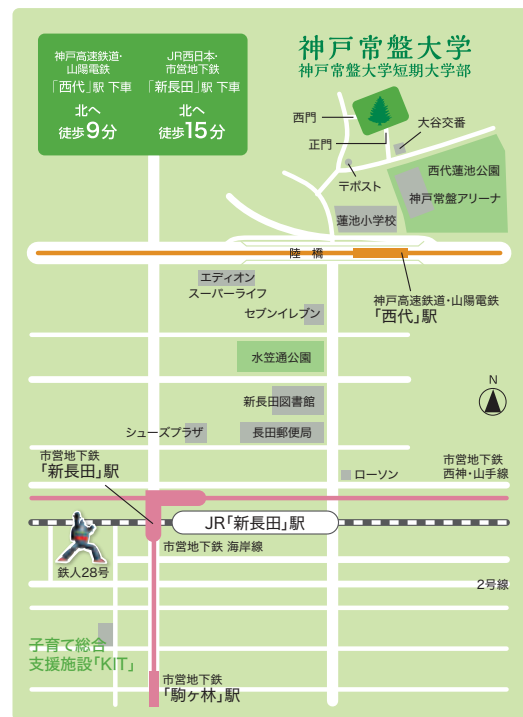 神戸高速鉄道・
山陽電鉄
「西代」駅 下車
北へ
徒歩9分
JR西日本・
市営地下鉄
「新長田」駅 下車
北へ
徒歩15分
神戸常盤大学
神戸常盤大学短期大学部
西門
正門
大谷交番
〒ポスト
西代蓮池公園
神戸常盤アリーナ
蓮池小学校
陸橋
エディオン
スーパーライフ
セブンイレブン
神戸高速鉄道・山陽電鉄
「西代」駅
水笠通公園
N
新長田図書館
シューズプラザ
長田郵便局
市営地下鉄
「新長田」駅
ローソン
市営地下鉄
西神・山手線
JR「新長田」駅
市営地下鉄 海岸線
鉄人28号
2号線
子育て総合
支援施設「KIT」
市営地下鉄
「駒ヶ林」駅